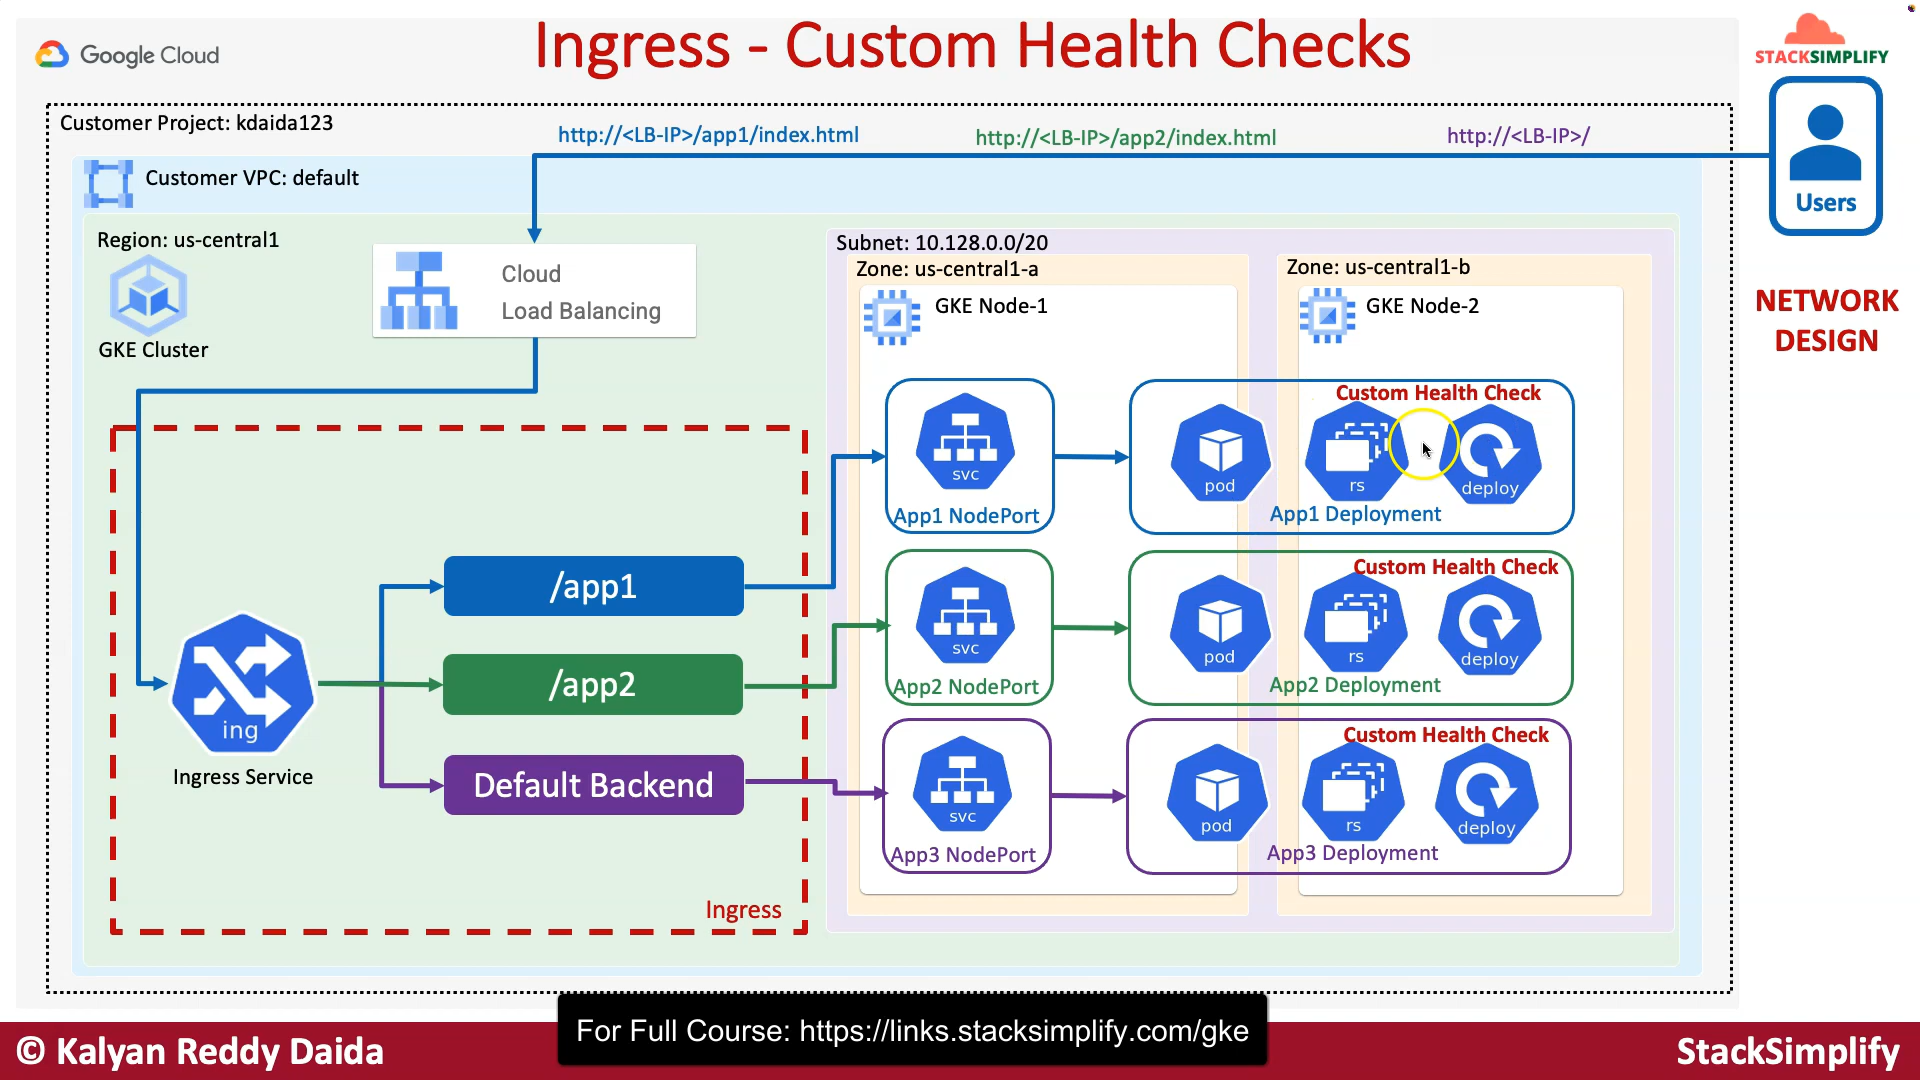 Ingress - Custom Health Checks
Google Cloud
STACKSIMPLIFY
Customer Project: kdaida123
http://<LB-IP>/app1/index.html
http://<LB-IP>/app2/index.html
http://<LB-IP>/
Customer VPC: default
Users
Region: us-central1
GKE Cluster
Cloud
Load Balancing
Subnet: 10.128.0.0/20
Zone: us-central1-a
Zone: us-central1-b
GKE Node-1
GKE Node-2
NETWORK
DESIGN
Custom Health Check
svc
pod
rs
deploy
App1 NodePort
App1 Deployment
/app1
Custom Health Check
svc
pod
rs
deploy
App2 NodePort
App2 Deployment
/app2
ing
Ingress Service
Custom Health Check
Default Backend
svc
pod
rs
deploy
App3 NodePort
App3 Deployment
Ingress
For Full Course: https://links.stacksimplify.com/gke
© Kalyan Reddy Daida
StackSimplify